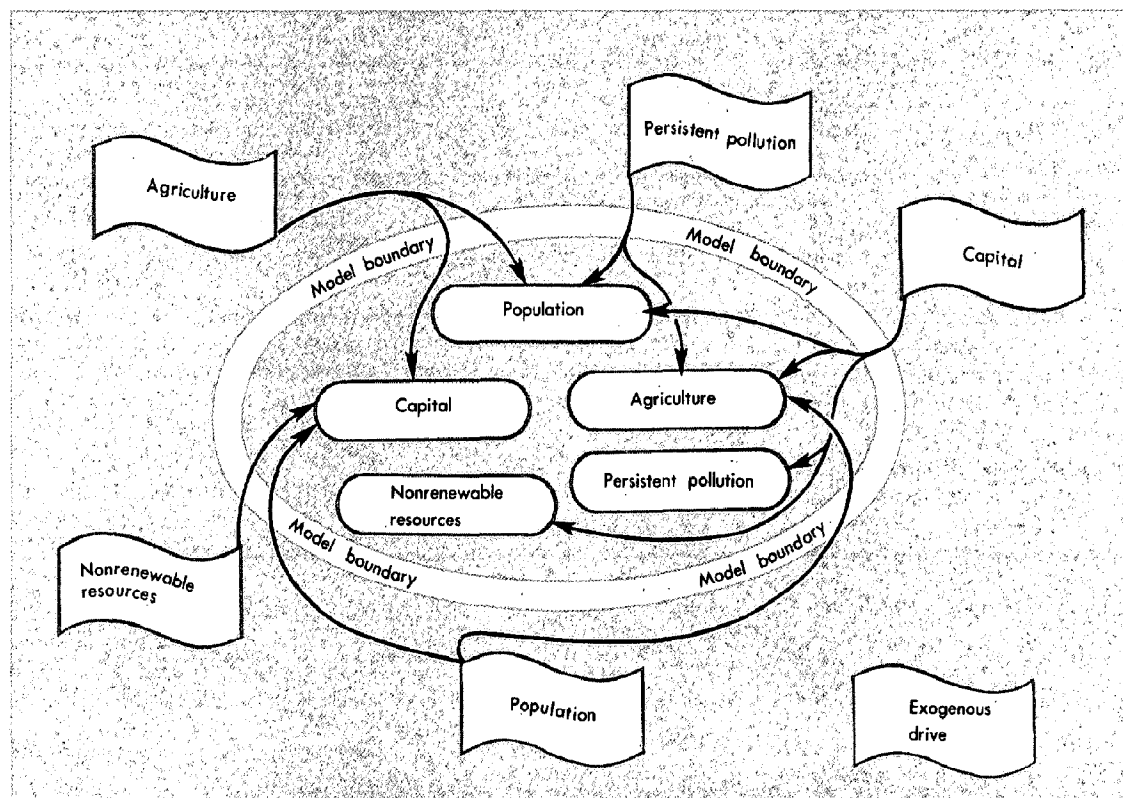 Persistent pollution
Agriculture
Capital
Model boundary
Model boundary
Population
Capital
Agriculture
Persistent pollution
Nonrenewable
resources
Model boundary
Model boundary
Nonrenewable
resources
Population
Exogenous
drive